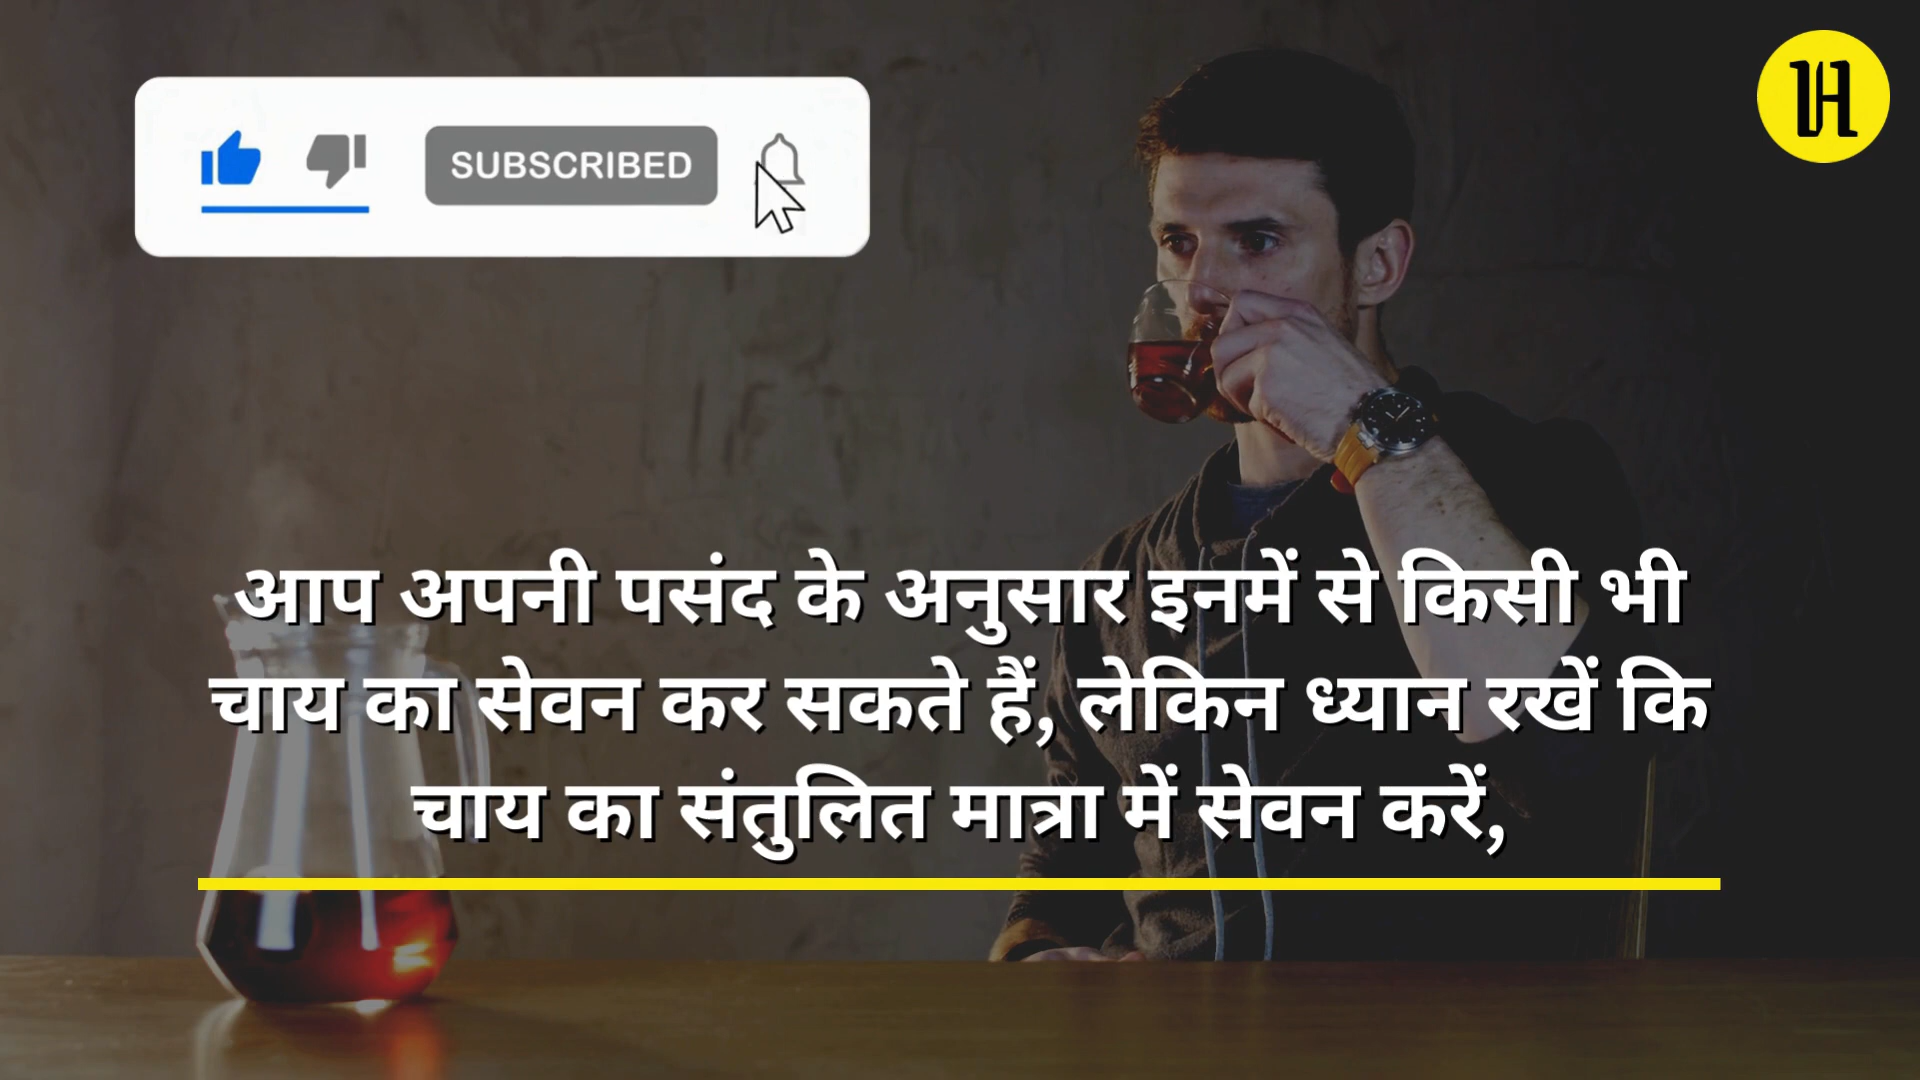 SUBSCRIBED
आप अपनी पसंद के अनुसार इनमें से किसी भी
चाय का सेवन कर सकते हैं, लेकिन ध्यान रखें कि
चाय का संतुलित मात्रा में सेवन करें,